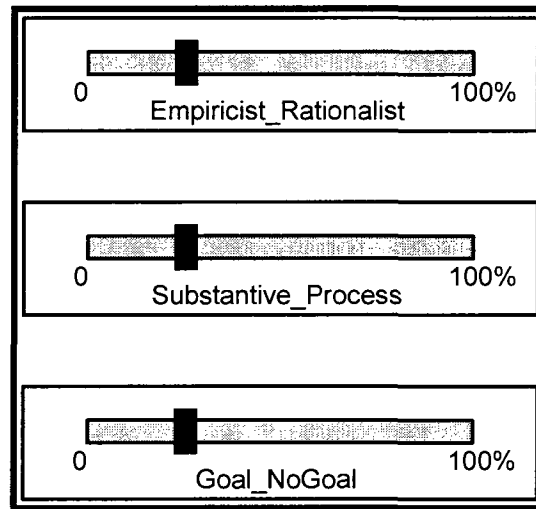 0 100%
Empiricist_Rationalist
0 100%
Substantive_Process
0 100%
Goal_NoGoal